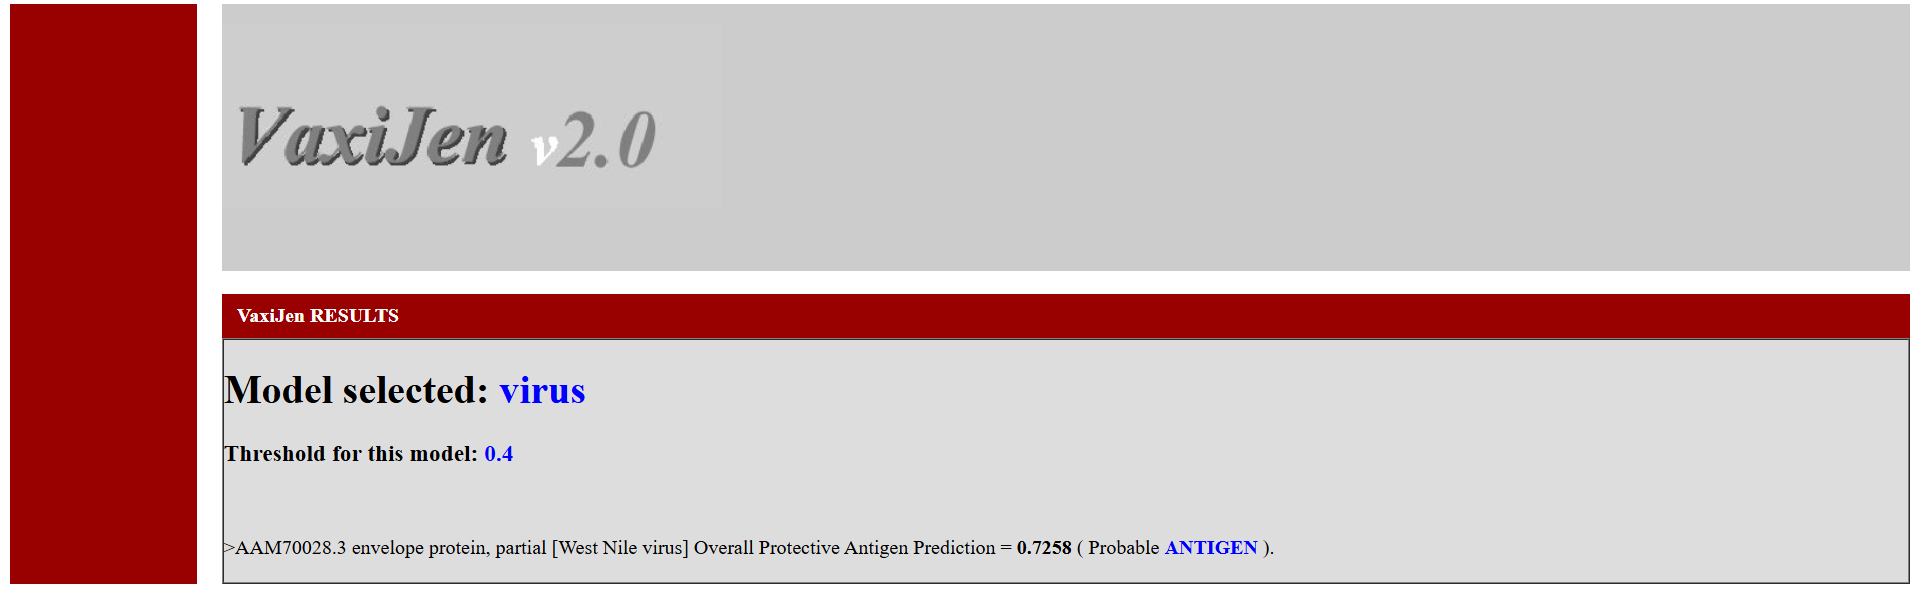 VaxiJen v2.0
VaxiJen RESULTS
Model selected: virus
Threshold for this model: 0.4
>AAM70028.3 envelope protein, partial [West Nile virus] Overall Protective Antigen Prediction = 0.7258 ( Probable ANTIGEN ).